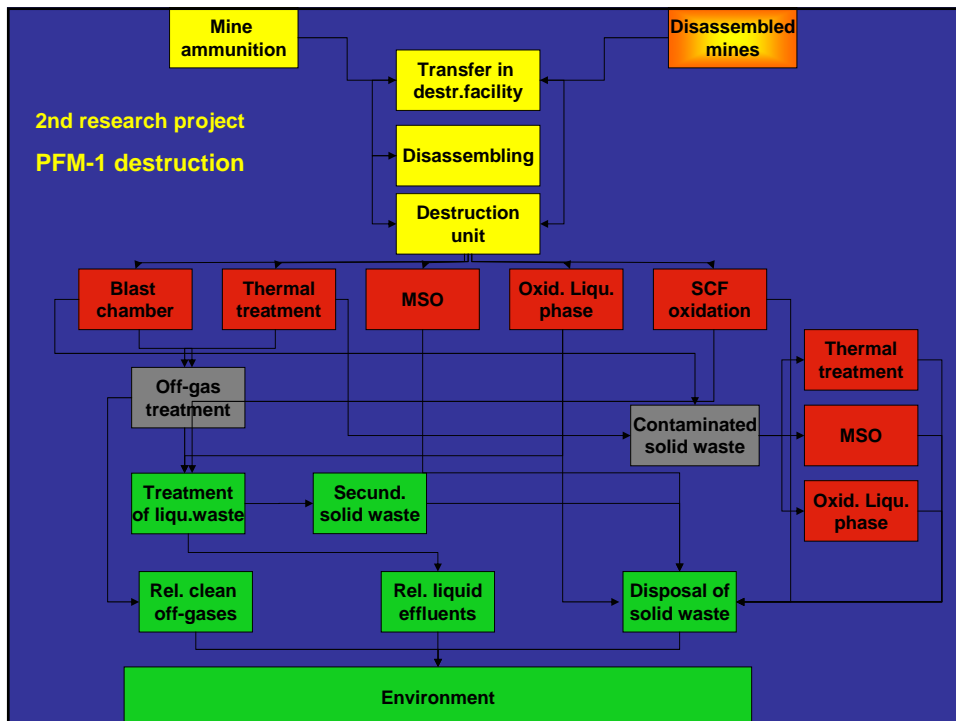 Mine
ammunition
Disassembled
mines
Transfer in
destr.facility
2nd research project
PFM-1 destruction
Disassembling
Destruction
unit
Blast
chamber
Thermal
treatment
MSO
Oxid. Liqu.
phase
SCF
oxidation
Thermal
treatment
Off-gas
treatment
Contaminated
solid waste
MSO
Treatment
of liqu.waste
Secund.
solid waste
Oxid. Liqu.
phase
Rel. clean
off-gases
Rel. liquid
effluents
Disposal of
solid waste
Environment